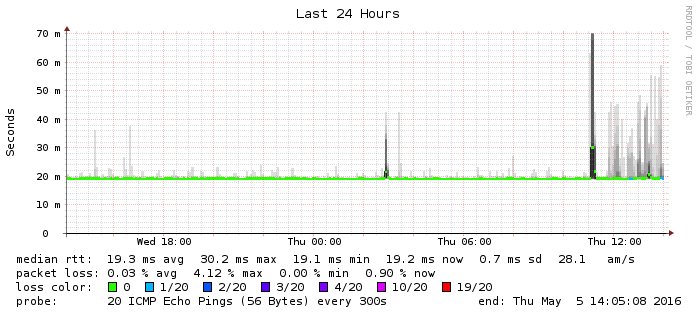 Last 24 Hours
RRDTOOL / TOBI OETIKER
Seconds
70 m
60 m
50 m
40 m
30 m
20 m
10 m
0
Wed 18:00 Thu 00:00 Thu 06:00 Thu 12:00
median rtt: 19.3 ms avg 30.2 ms max 19.1 ms min 19.2 ms now 0.7 ms sd 28.1 am/s
packet loss: 0.03 % avg 4.12 % max 0.00 % min 0.90 % now
loss color: 0 1/20 2/20 3/20 4/20 10/20 19/20
probe: 20 ICMP Echo Pings (56 Bytes) every 300s end: Thu May 5 14:05:08 2016